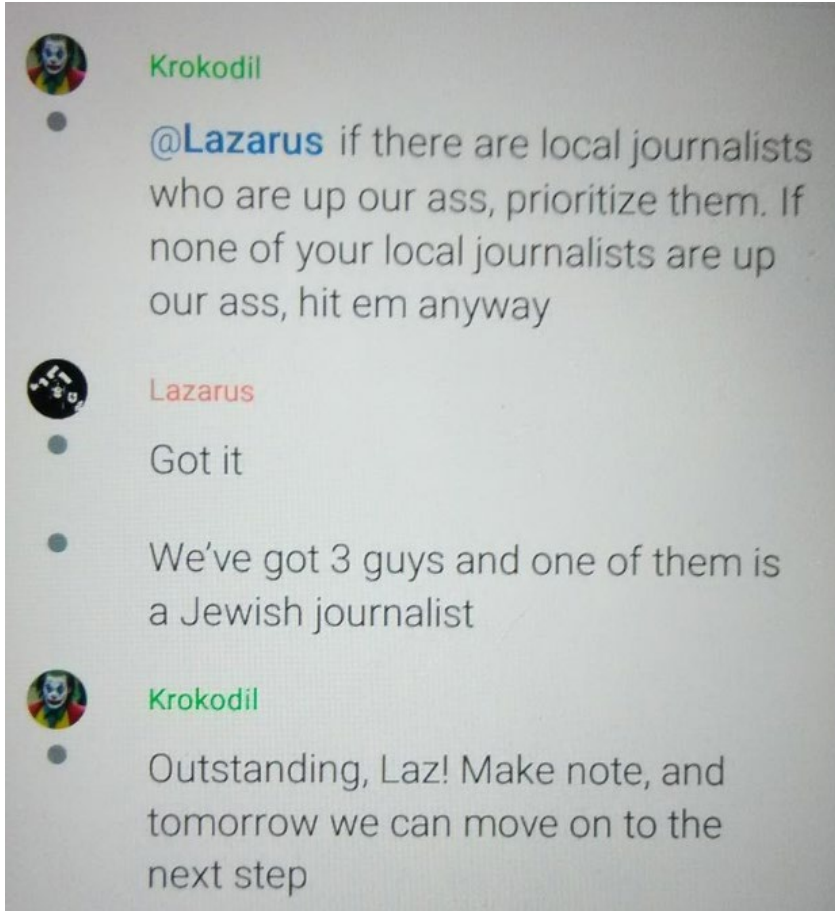 Krokodil
@Lazarus if there are local journalists
who are up our ass, prioritize them. If
none of your local journalists are up
our ass, hit em anyway
Lazarus
Got it
We've got 3 guys and one of them is
a Jewish journalist
Krokodil
Outstanding, Laz! Make note, and
tomorrow we can move on to the
next step